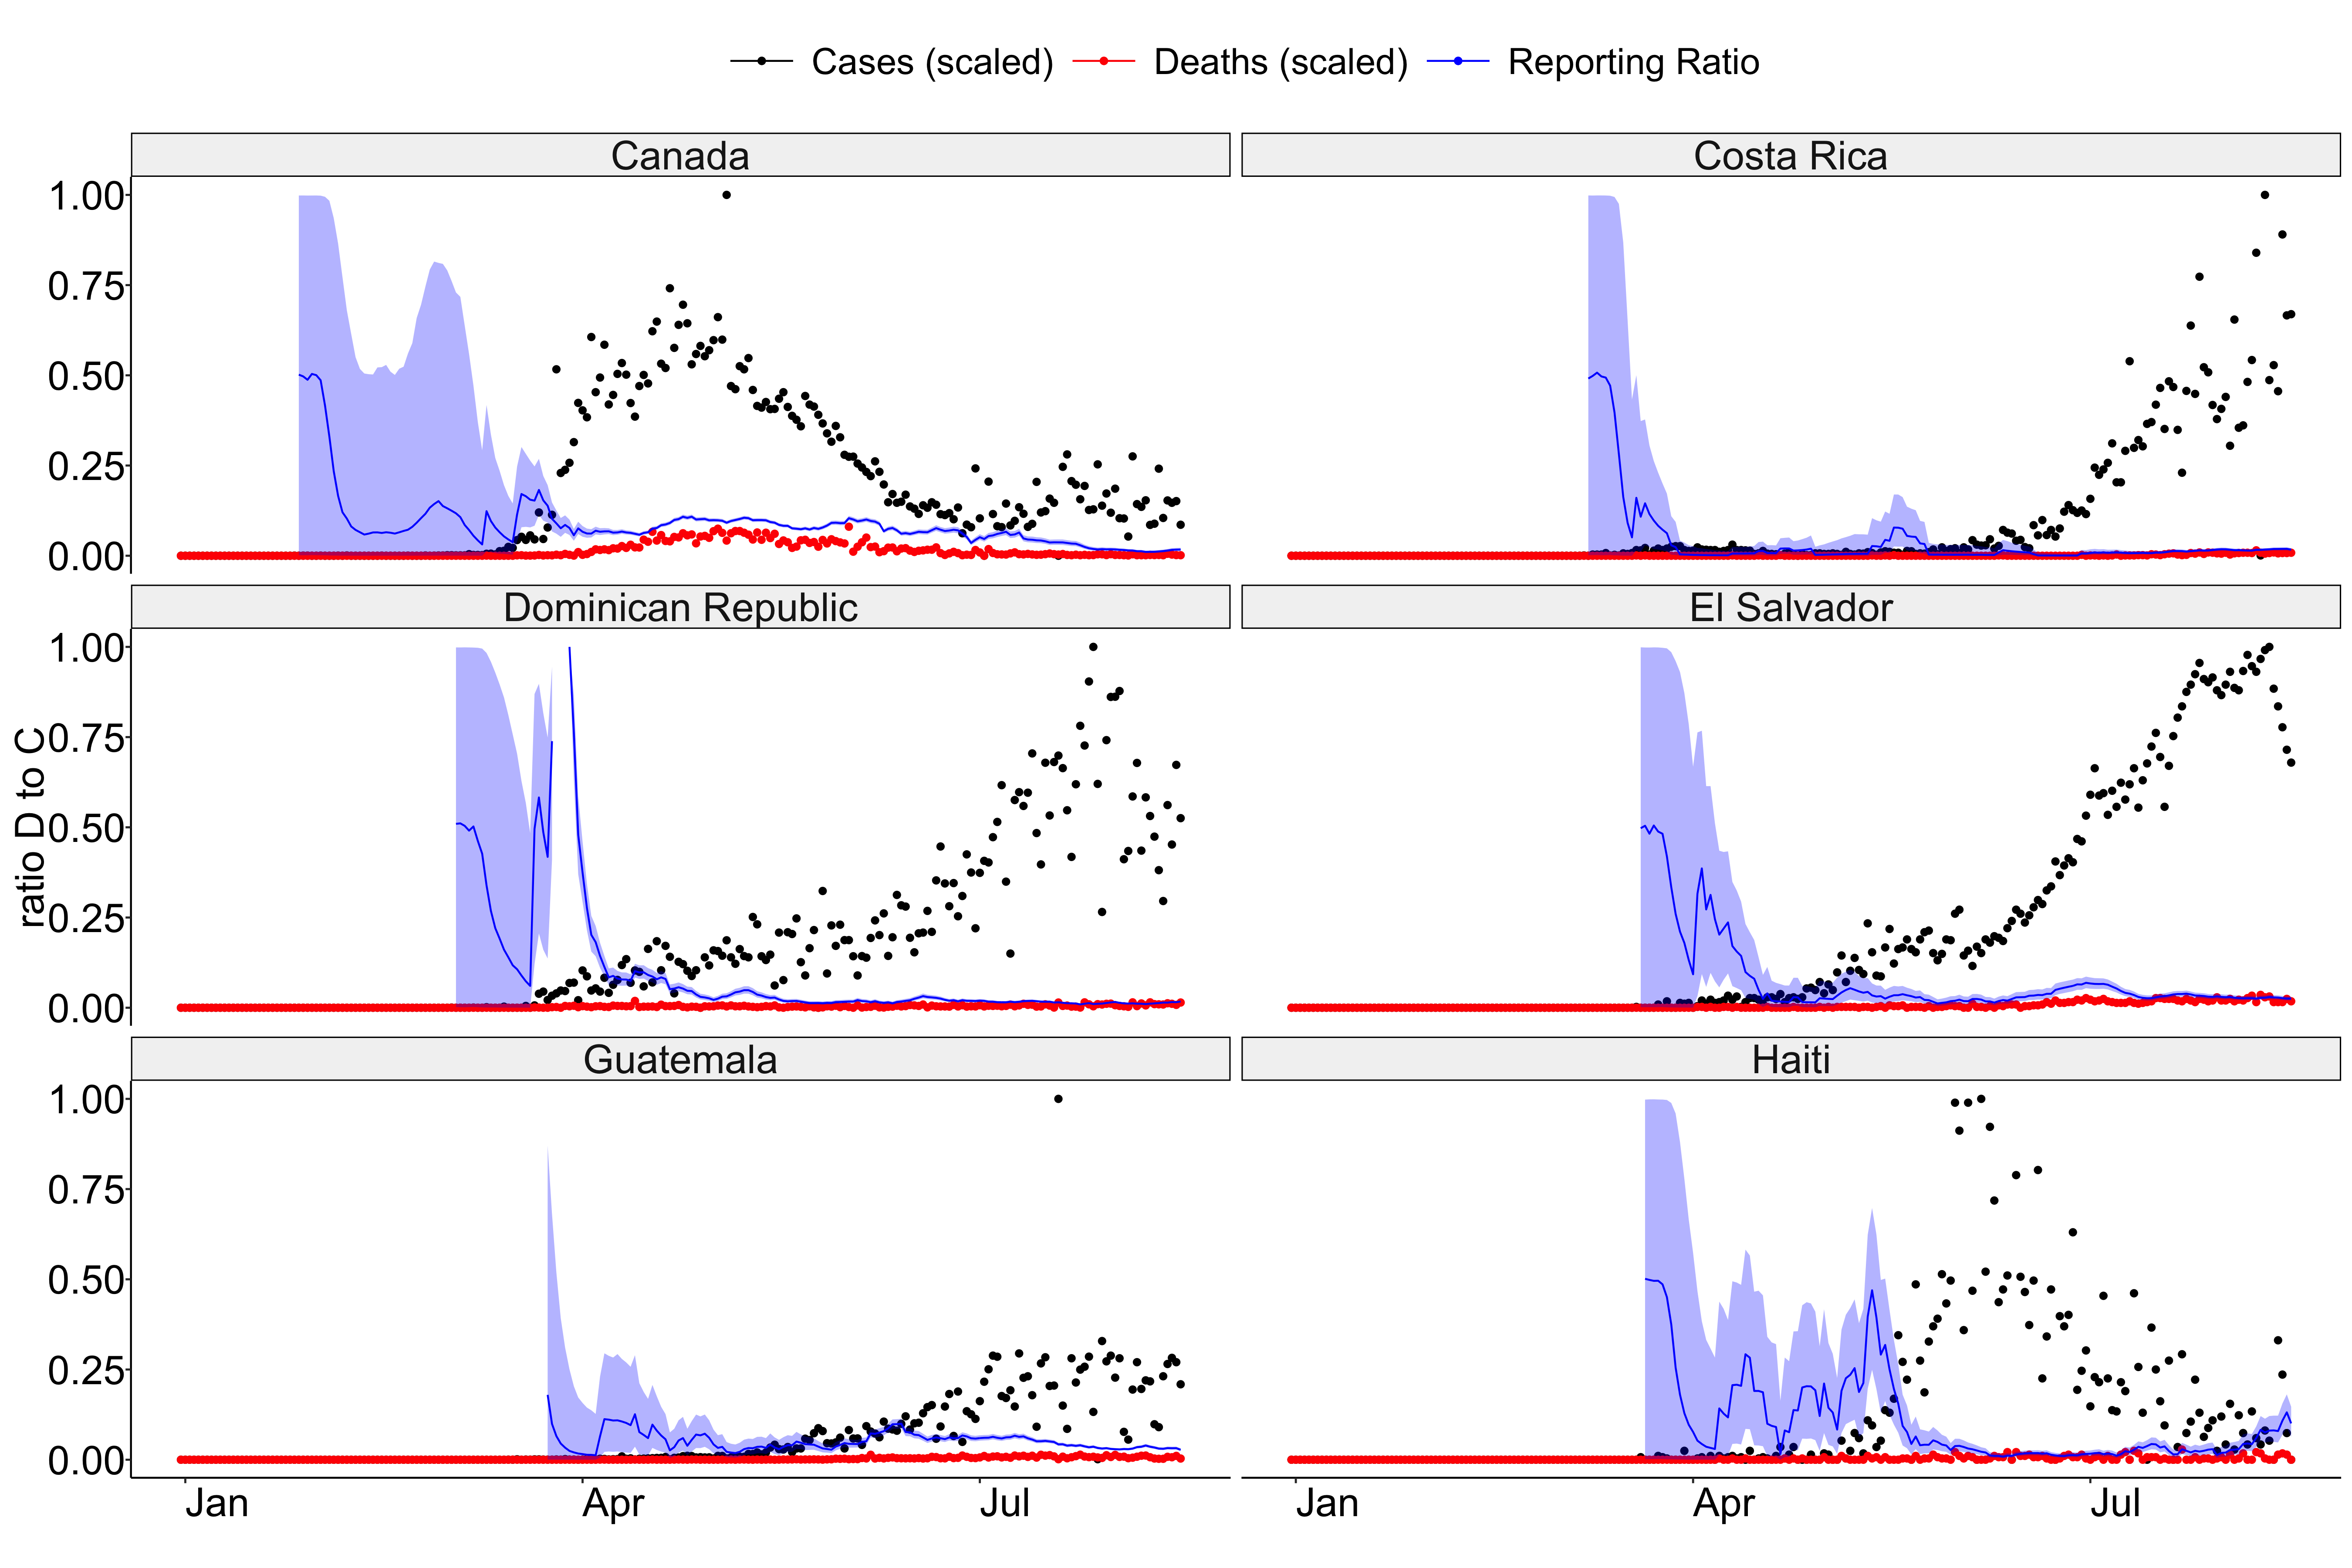 Cases (scaled) Deaths (scaled) Reporting Ratio
Canada Costa Rica
1.00
0.75
0.50
0.25
0.00
Dominican Republic El Salvador
1.00
0.75
0.50
0.25
0.00
ratio D to C
Guatemala Haiti
1.00
0.75
0.50
0.25
0.00
Jan Apr Jul Jan Apr Jul